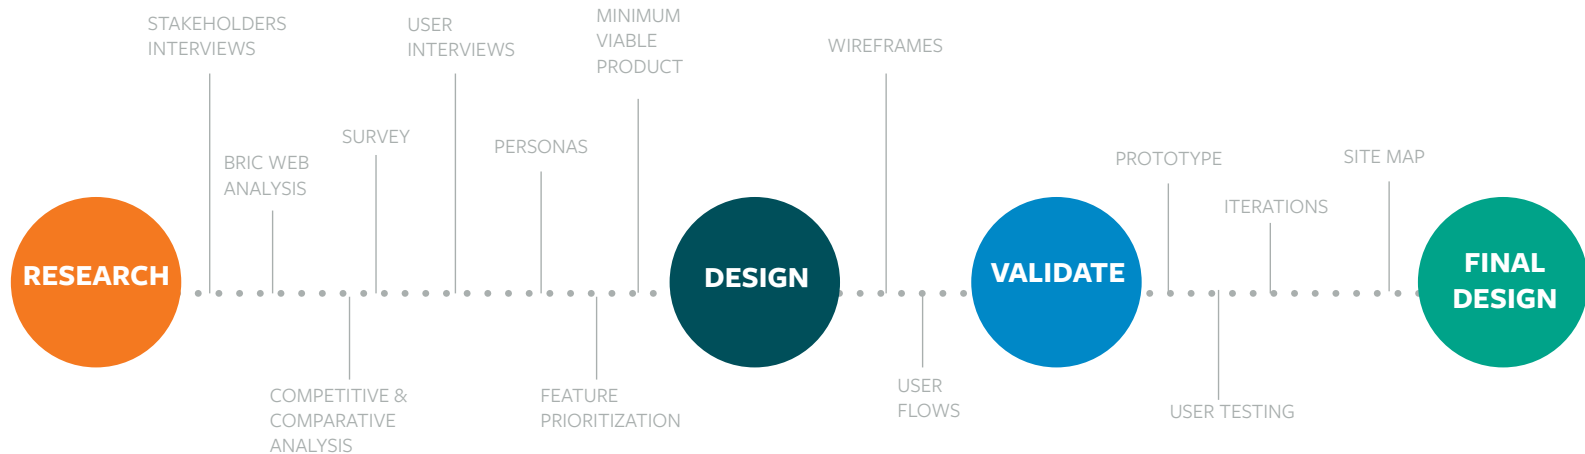 RESEARCH
STAKEHOLDERS
INTERVIEWS
BRIC WEB
ANALYSIS
COMPETITIVE &
COMPARATIVE
ANALYSIS
SURVEY
USER
INTERVIEWS
PERSONAS
FEATURE
PRIORITIZATION
MINIMUM
VIABLE
PRODUCT
DESIGN
WIREFRAMES
USER
FLOWS
VALIDATE
PROTOTYPE
USER TESTING
ITERATIONS
SITE MAP
FINAL
DESIGN